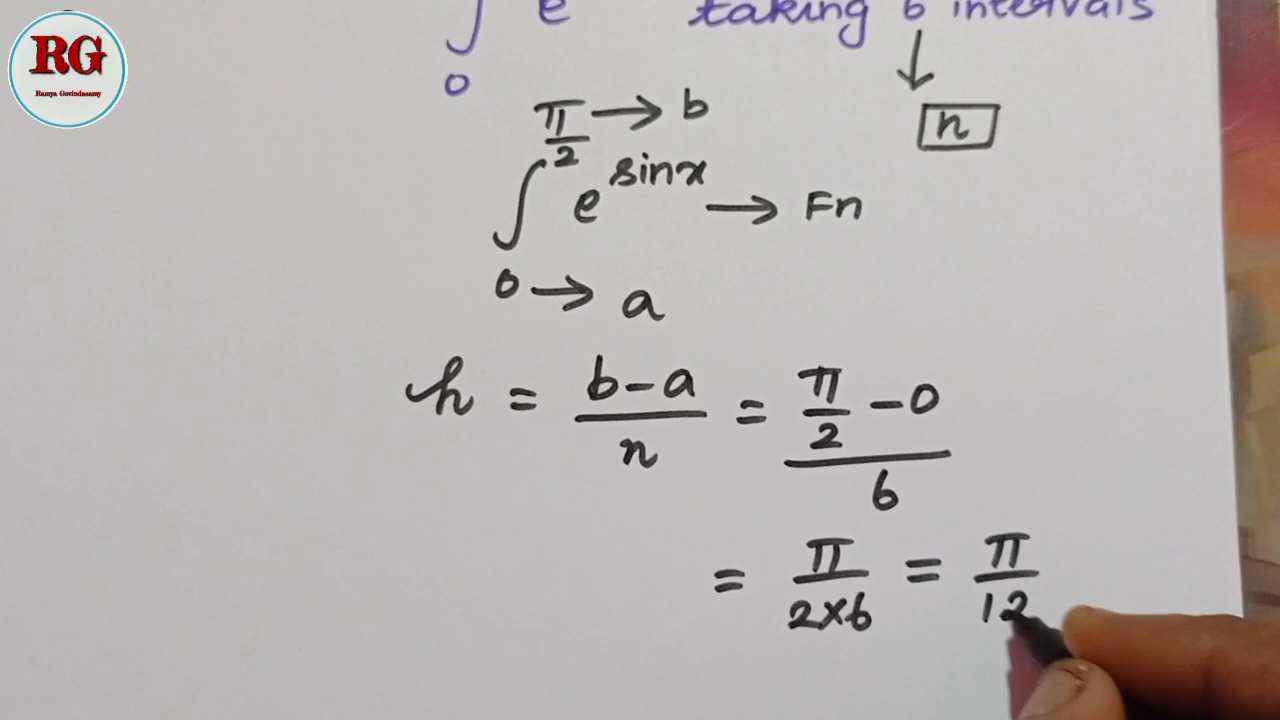 RG
Ramya Govindasamy
∫ e taking 6 intervals
0
π/2 → b
n
∫ e^sinx → Fn
0 → a
h = b-a/n = π/2 - 0/6
= π/2×6 = π/12